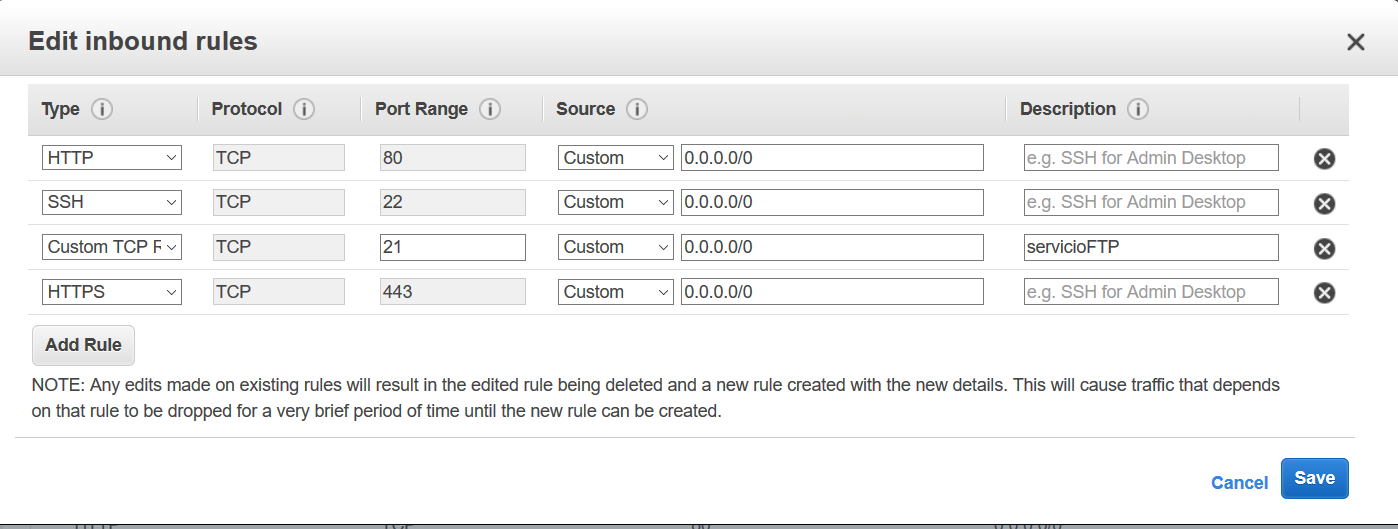 Edit inbound rules
Type Protocol Port Range Source Description
HTTP TCP 80 Custom 0.0.0.0/0 e.g. SSH for Admin Desktop
SSH TCP 22 Custom 0.0.0.0/0 e.g. SSH for Admin Desktop
Custom TCP R TCP 21 Custom 0.0.0.0/0 servicioFTP
HTTPS TCP 443 Custom 0.0.0.0/0 e.g. SSH for Admin Desktop
Add Rule
NOTE: Any edits made on existing rules will result in the edited rule being deleted and a new rule created with the new details. This will cause traffic that depends
on that rule to be dropped for a very brief period of time until the new rule can be created.
Cancel Save